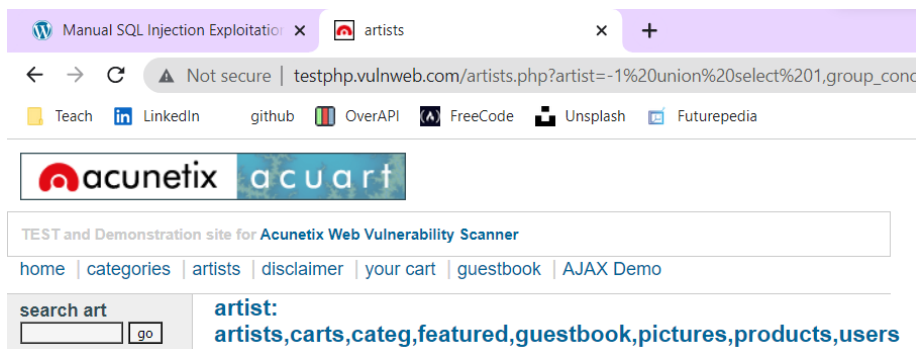 Manual SQL Injection Exploitation artists
Not secure | testphp.vulnweb.com/artists.php?artist=-1%20union%20select%201,group_conc
Teach LinkedIn github OverAPI FreeCode Unsplash Futurepedia
acunetix acuart
TEST and Demonstration site for Acunetix Web Vulnerability Scanner
home | categories | artists | disclaimer | your cart | guestbook | AJAX Demo
search art
go
artist:
artists,carts,categ,featured,guestbook,pictures,products,users